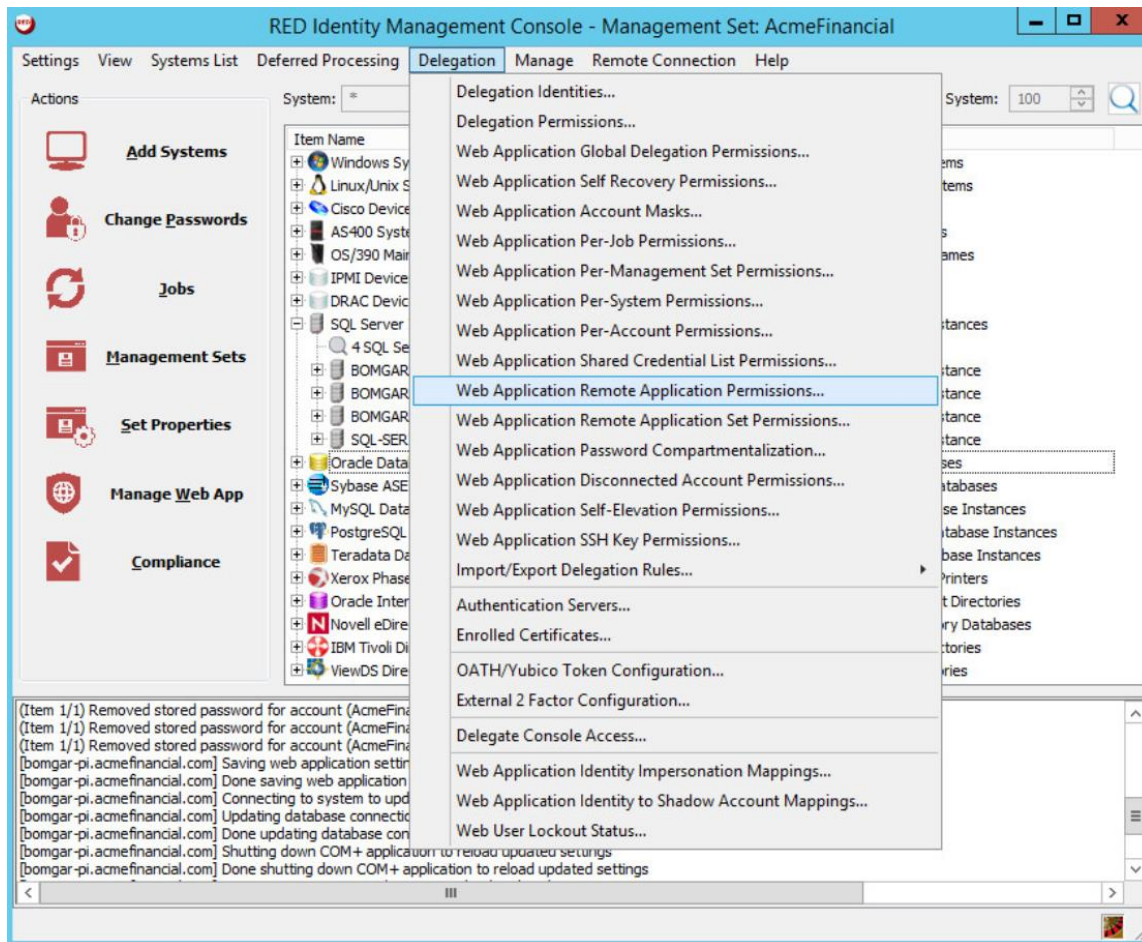 RED
RED Identity Management Console - Management Set: AcmeFinancial
Settings View Systems List Deferred Processing Delegation Manage Remote Connection Help
Actions
Add Systems
Change Passwords
Jobs
Management Sets
Set Properties
Manage Web App
Compliance
System: *
System: 100
Item Name
Windows Sy
ems
Linux/Unix S
tems
Cisco Device
AS400 Syste
s
OS/390 Mair
ames
IPMI Device
DRAC Devic
SQL Server
stances
4 SQL Se
BOMGAR
stance
BOMGAR
stance
BOMGAR
stance
SQL-SER
stance
Oracle Data
ses
Sybase ASE
atabases
MySQL Data
se Instances
PostgreSQL
atabase Instances
Teradata Da
base Instances
Xerox Phase
Printers
Oracle Inter
t Directories
Novell eDire
ory Databases
IBM Tivoli Di
ctories
ViewDS Dire
ries
Delegation Identities...
Delegation Permissions...
Web Application Global Delegation Permissions...
Web Application Self Recovery Permissions...
Web Application Account Masks...
Web Application Per-Job Permissions...
Web Application Per-Management Set Permissions...
Web Application Per-System Permissions...
Web Application Per-Account Permissions...
Web Application Shared Credential List Permissions...
Web Application Remote Application Permissions...
Web Application Remote Application Set Permissions...
Web Application Password Compartmentalization...
Web Application Disconnected Account Permissions...
Web Application Self-Elevation Permissions...
Web Application SSH Key Permissions...
Import/Export Delegation Rules...
Authentication Servers...
Enrolled Certificates...
OATH/Yubico Token Configuration...
External 2 Factor Configuration...
Delegate Console Access...
Web Application Identity Impersonation Mappings...
Web Application Identity to Shadow Account Mappings...
Web User Lockout Status...
(Item 1/1) Removed stored password for account (AcmeFina
(Item 1/1) Removed stored password for account (AcmeFina
(Item 1/1) Removed stored password for account (AcmeFina
[bomgar-pi.acmefinancial.com] Saving web application settin
[bomgar-pi.acmefinancial.com] Done saving web application
[bomgar-pi.acmefinancial.com] Connecting to system to upd
[bomgar-pi.acmefinancial.com] Updating database connectio
[bomgar-pi.acmefinancial.com] Done updating database con
[bomgar-pi.acmefinancial.com] Shutting down COM+ application to reload updated settings
[bomgar-pi.acmefinancial.com] Done shutting down COM+ application to reload updated settings